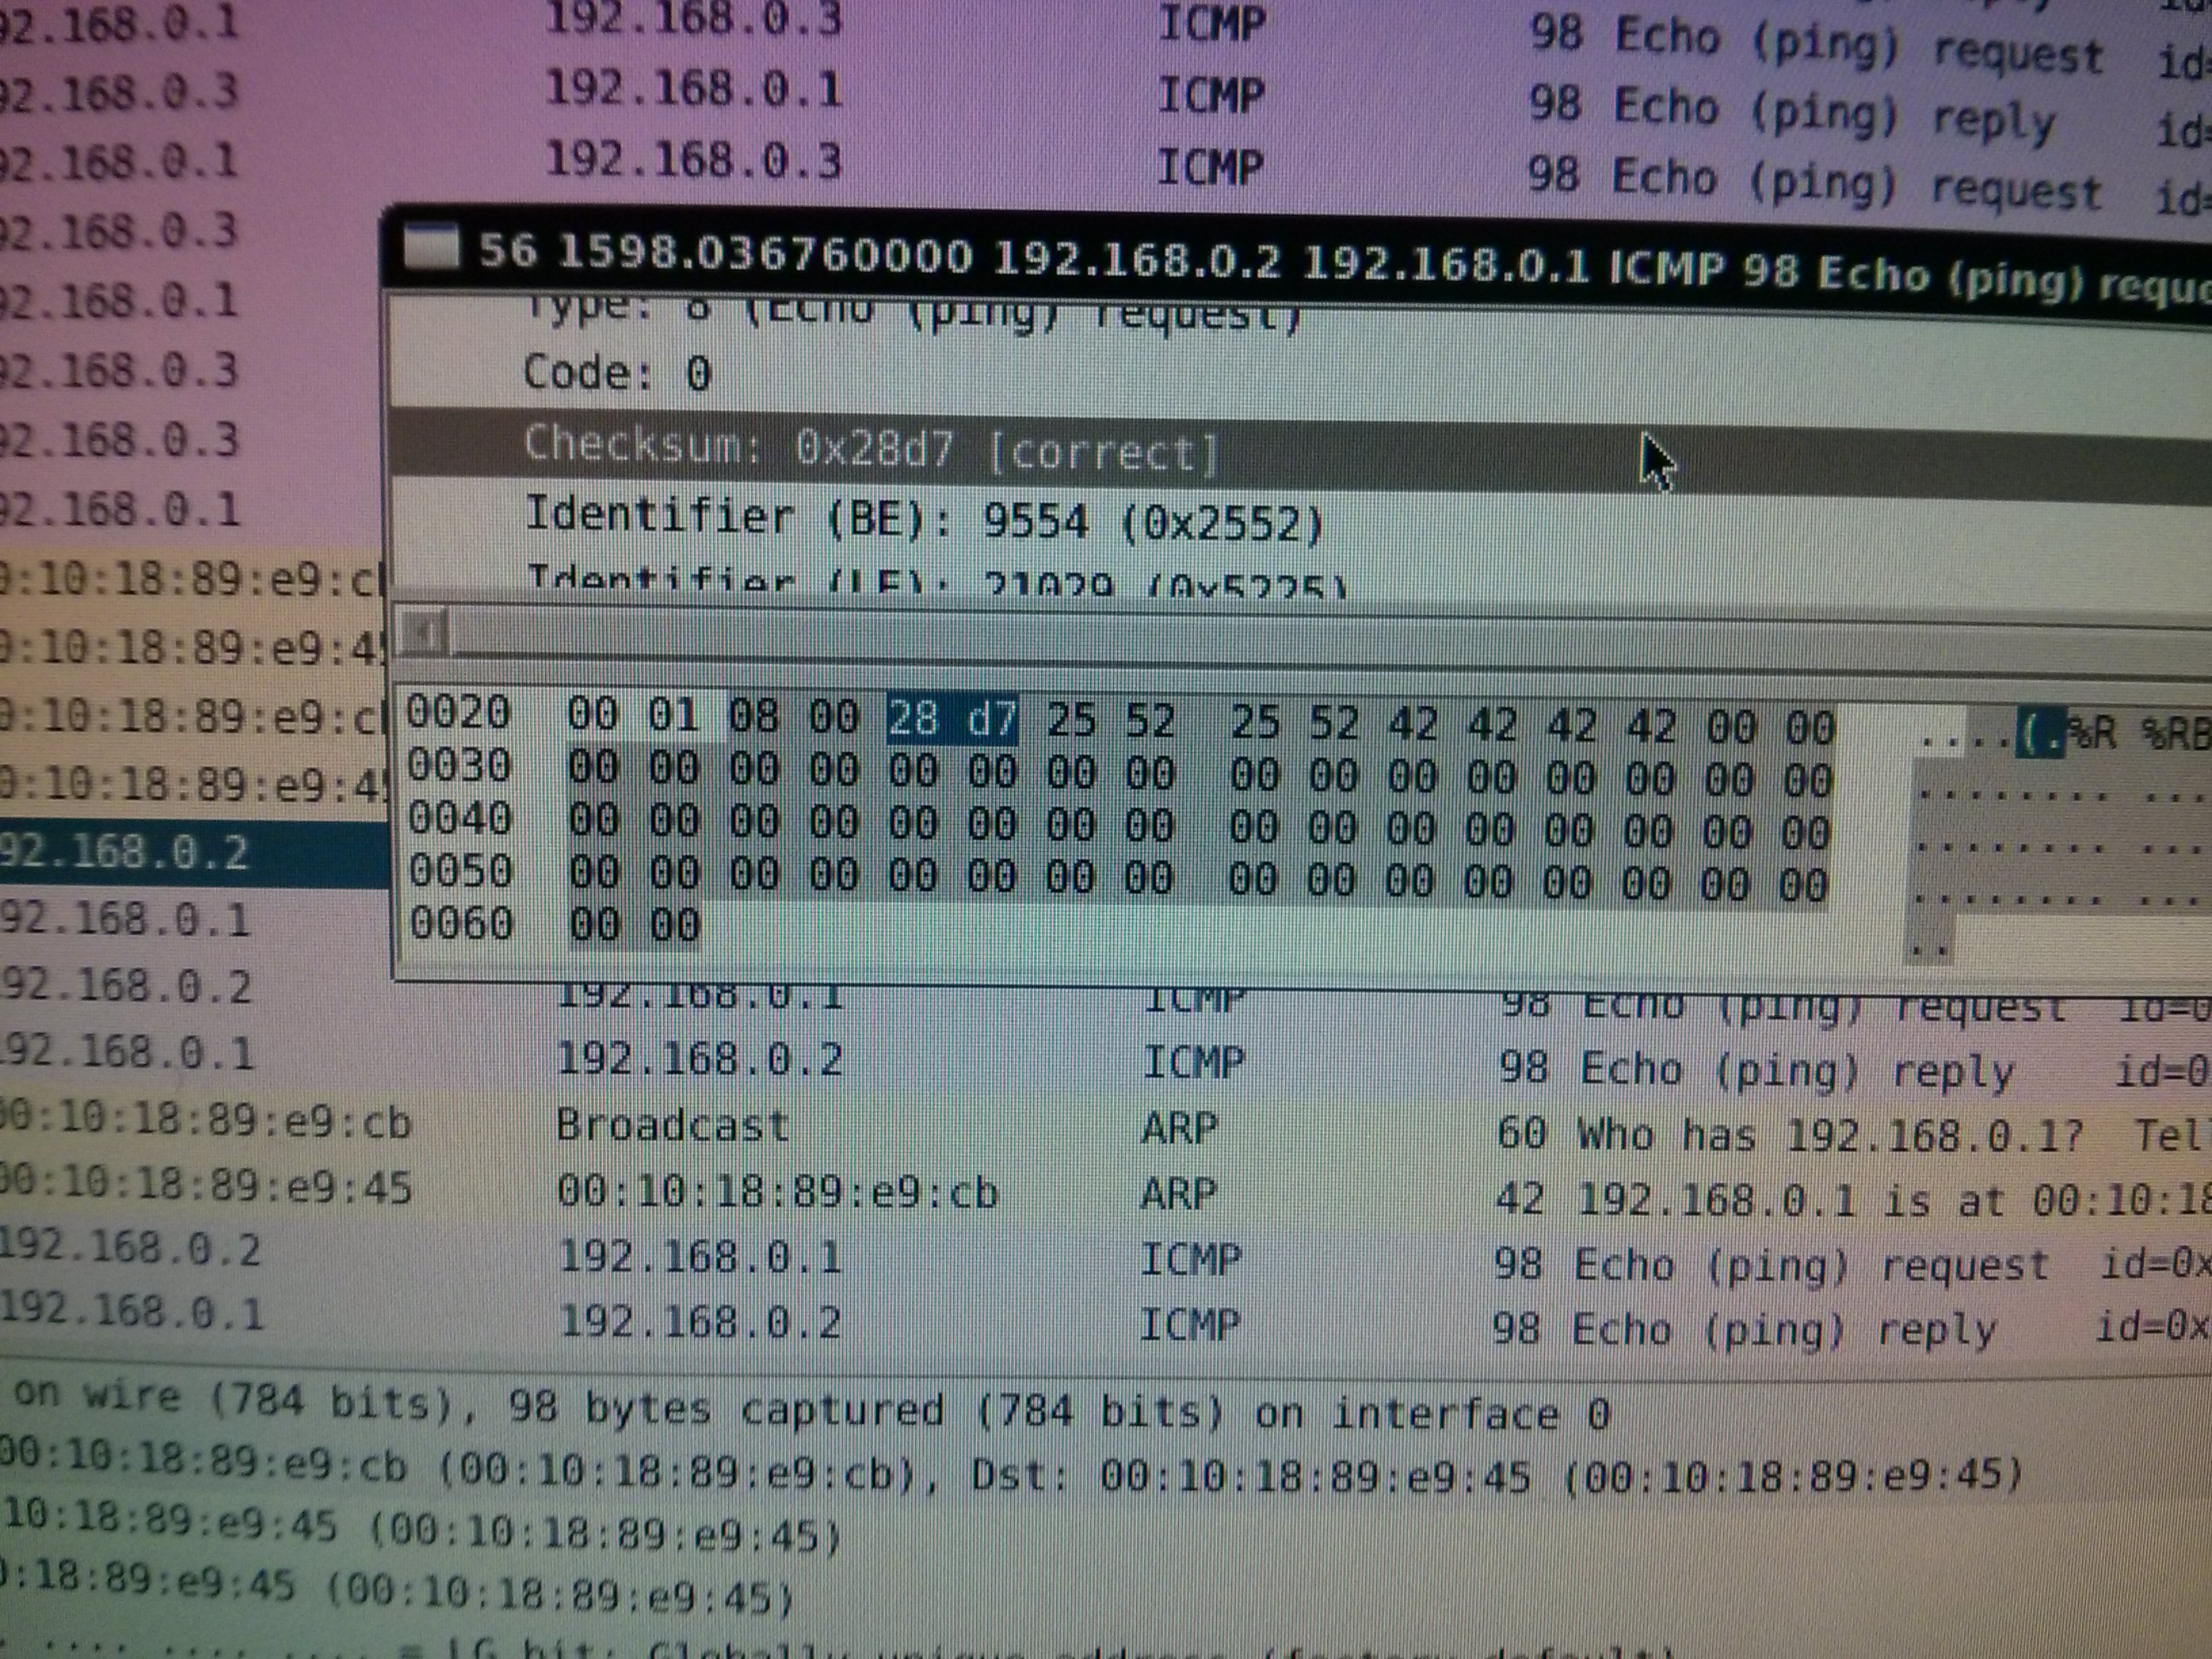 92.168.0.1 192.168.0.3 ICMP 98 Echo (ping) request id=
92.168.0.3 192.168.0.1 ICMP 98 Echo (ping) reply id=
92.168.0.1 192.168.0.3 ICMP 98 Echo (ping) request id=
92.168.0.3
92.168.0.1
92.168.0.3
92.168.0.3
92.168.0.1
0:10:18:89:e9:c
0:10:18:89:e9:4
0:10:18:89:e9:c
0:10:18:89:e9:4
92.168.0.2
92.168.0.1
56 1598.036760000 192.168.0.2 192.168.0.1 ICMP 98 Echo (ping) reque
Type: 8 (Echo (ping) request)
Code: 0
Checksum: 0x28d7 [correct]
Identifier (BE): 9554 (0x2552)
Identifier (LE): 21029 (0x5225)
0020 00 01 08 00 28 d7 25 52 25 52 42 42 42 42 00 00 ....(.%R %RB
0030 00 00 00 00 00 00 00 00 00 00 00 00 00 00 00 00 ........ ...
0040 00 00 00 00 00 00 00 00 00 00 00 00 00 00 00 00 ........ ...
0050 00 00 00 00 00 00 00 00 00 00 00 00 00 00 00 00 ........ ...
0060 00 00 ..
92.168.0.2 192.168.0.1 ICMP 98 Echo (ping) request id=0
192.168.0.1 192.168.0.2 ICMP 98 Echo (ping) reply id=0
00:10:18:89:e9:cb Broadcast ARP 60 Who has 192.168.0.1? Tel
00:10:18:89:e9:45 00:10:18:89:e9:cb ARP 42 192.168.0.1 is at 00:10:18
192.168.0.2 192.168.0.1 ICMP 98 Echo (ping) request id=0x
192.168.0.1 192.168.0.2 ICMP 98 Echo (ping) reply id=0x
on wire (784 bits), 98 bytes captured (784 bits) on interface 0
00:10:18:89:e9:cb (00:10:18:89:e9:cb), Dst: 00:10:18:89:e9:45 (00:10:18:89:e9:45)
10:18:89:e9:45 (00:10:18:89:e9:45)
:18:89:e9:45 (00:10:18:89:e9:45)
.... .... .... = LG bit: Globally unique address (factory default)